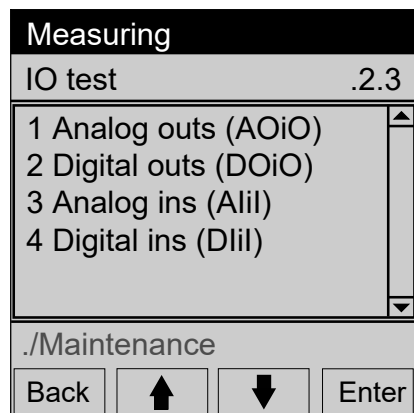 Measuring
IO test .2.3
1 Analog outs (AOiO)
2 Digital outs (DOiO)
3 Analog ins (AIiI)
4 Digital ins (DIiI)
./Maintenance
Back Enter